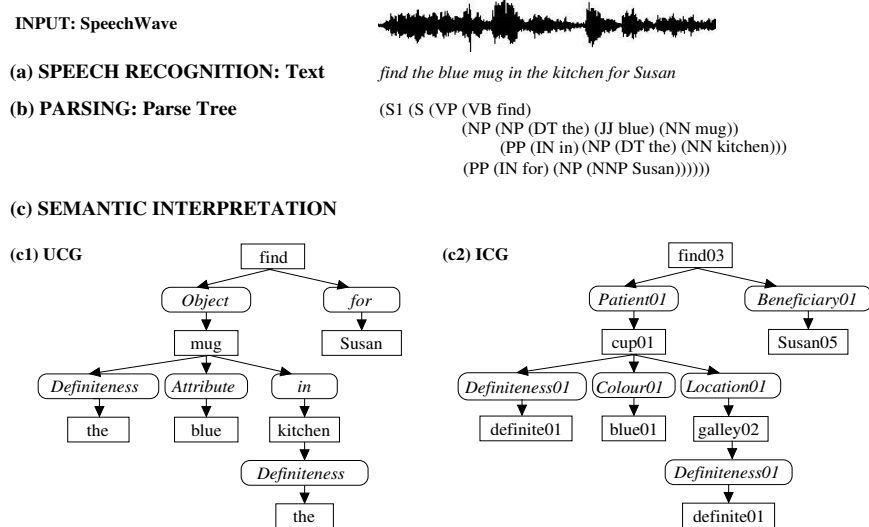 INPUT: SpeechWave
(a) SPEECH RECOGNITION: Text find the blue mug in the kitchen for Susan
(b) PARSING: Parse Tree (S1 (S (VP (VB find)
(NP (NP (DT the) (JJ blue) (NN mug))
(PP (IN in) (NP (DT the) (NN kitchen)))
(PP (IN for) (NP (NNP Susan))))))
(c) SEMANTIC INTERPRETATION
(c1) UCG
find
Object for
mug Susan
Definiteness Attribute in
the blue kitchen
Definiteness
the
(c2) ICG
find03
Patient01 Beneficiary01
cup01 Susan05
Definiteness01 Colour01 Location01
definite01 blue01 galley02
Definiteness01
definite01